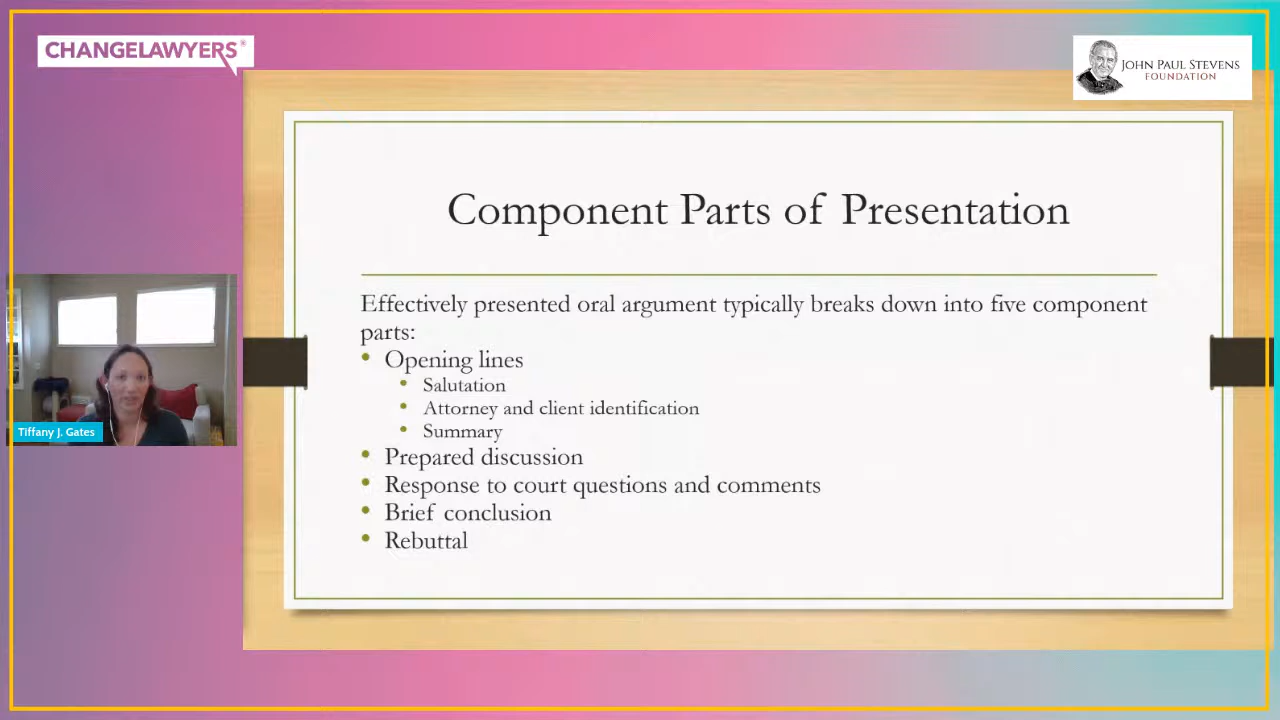 CHANGELAWYERS®
JOHN PAUL STEVENS
FOUNDATION
Component Parts of Presentation
Effectively presented oral argument typically breaks down into five component
parts:
• Opening lines
• Salutation
• Attorney and client identification
• Summary
• Prepared discussion
• Response to court questions and comments
• Brief conclusion
• Rebuttal
Tiffany J. Gates